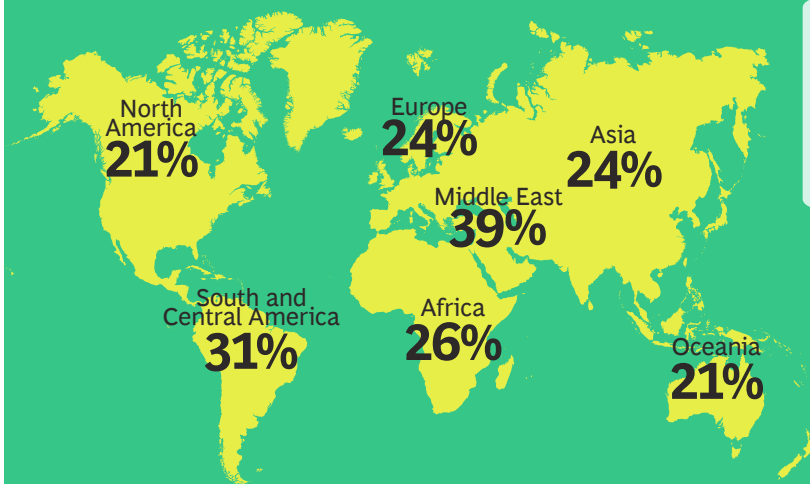 North
America
21%
Europe
24%
Asia
24%
Middle East
39%
South and
Central America
31%
Africa
26%
Oceania
21%